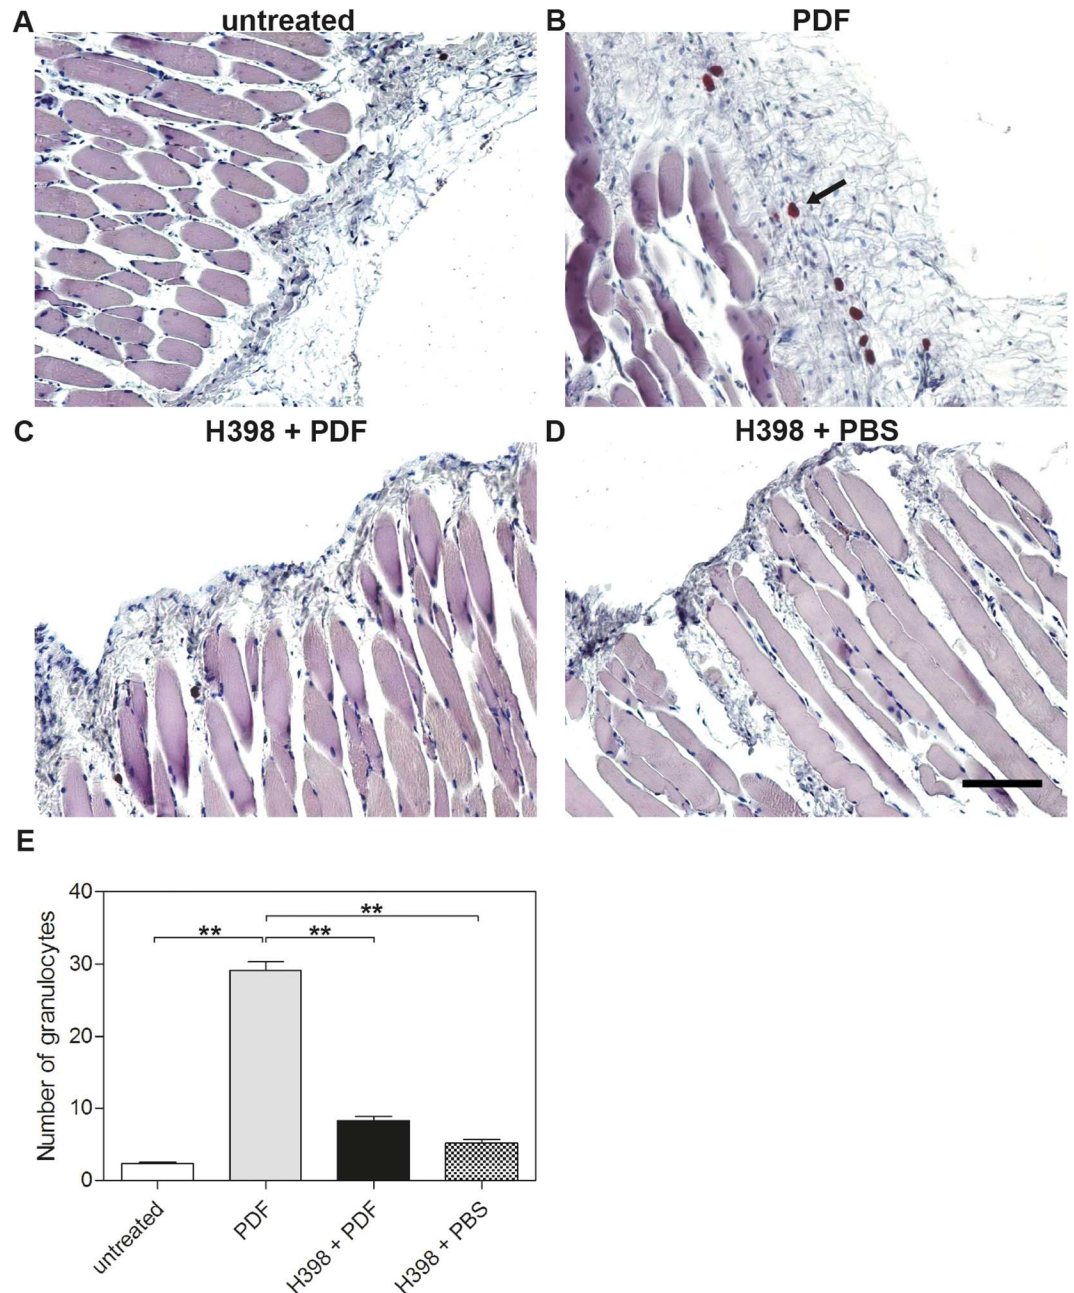 A untreated
B PDF
C H398 + PDF
D H398 + PBS
E
Number of granulocytes
40
30
20
10
0
**
**
**
untreated
PDF
H398 + PDF
H398 + PBS